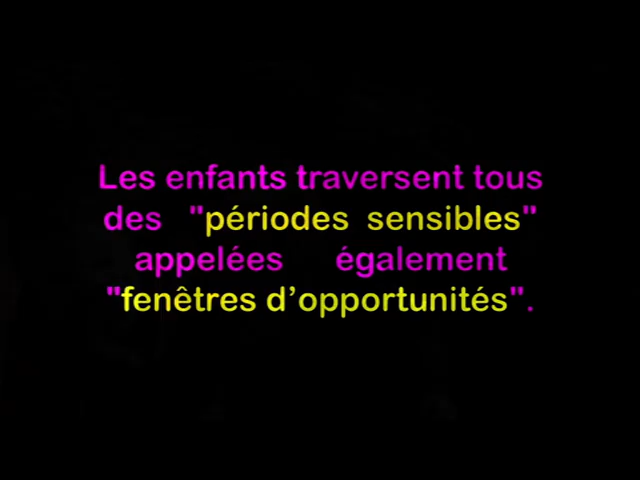 Les enfants traversent tous
des "périodes sensibles"
appelées également
"fenêtres d’opportunités".